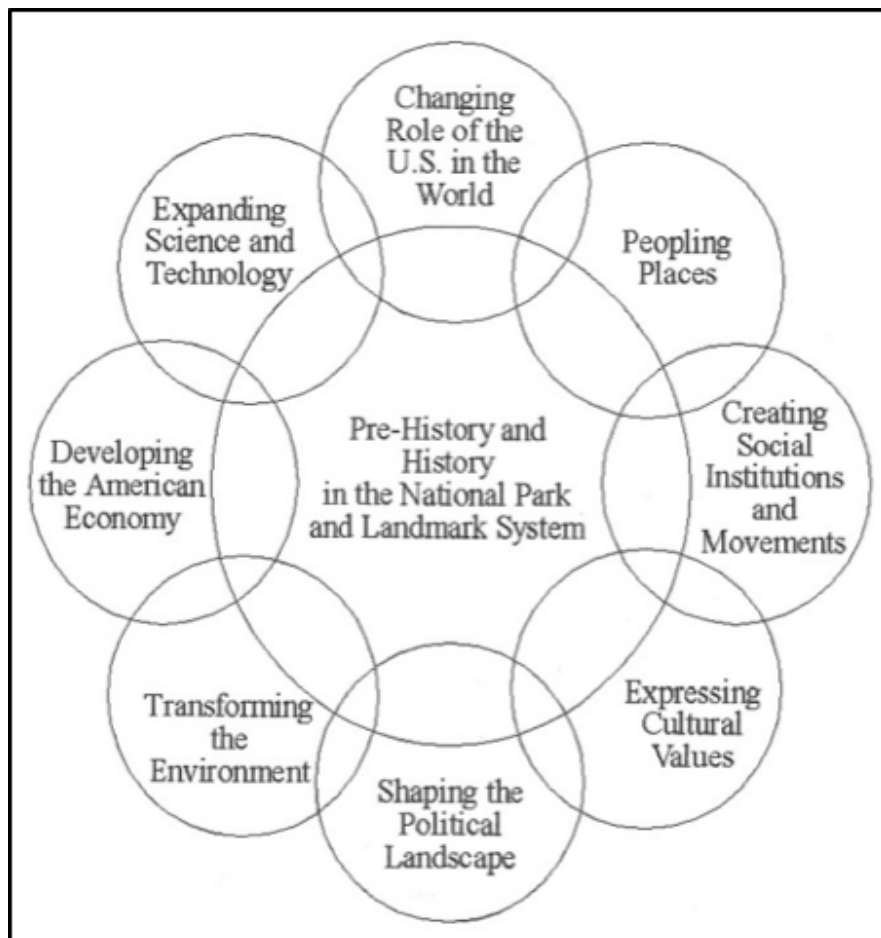 Changing
Role of the
U.S. in the
World
Expanding
Science and
Technology
Peopling
Places
Developing
the American
Economy
Pre-History and
History
in the National Park
and Landmark System
Creating
Social
Institutions
and
Movements
Transforming
the
Environment
Expressing
Cultural
Values
Shaping the
Political
Landscape